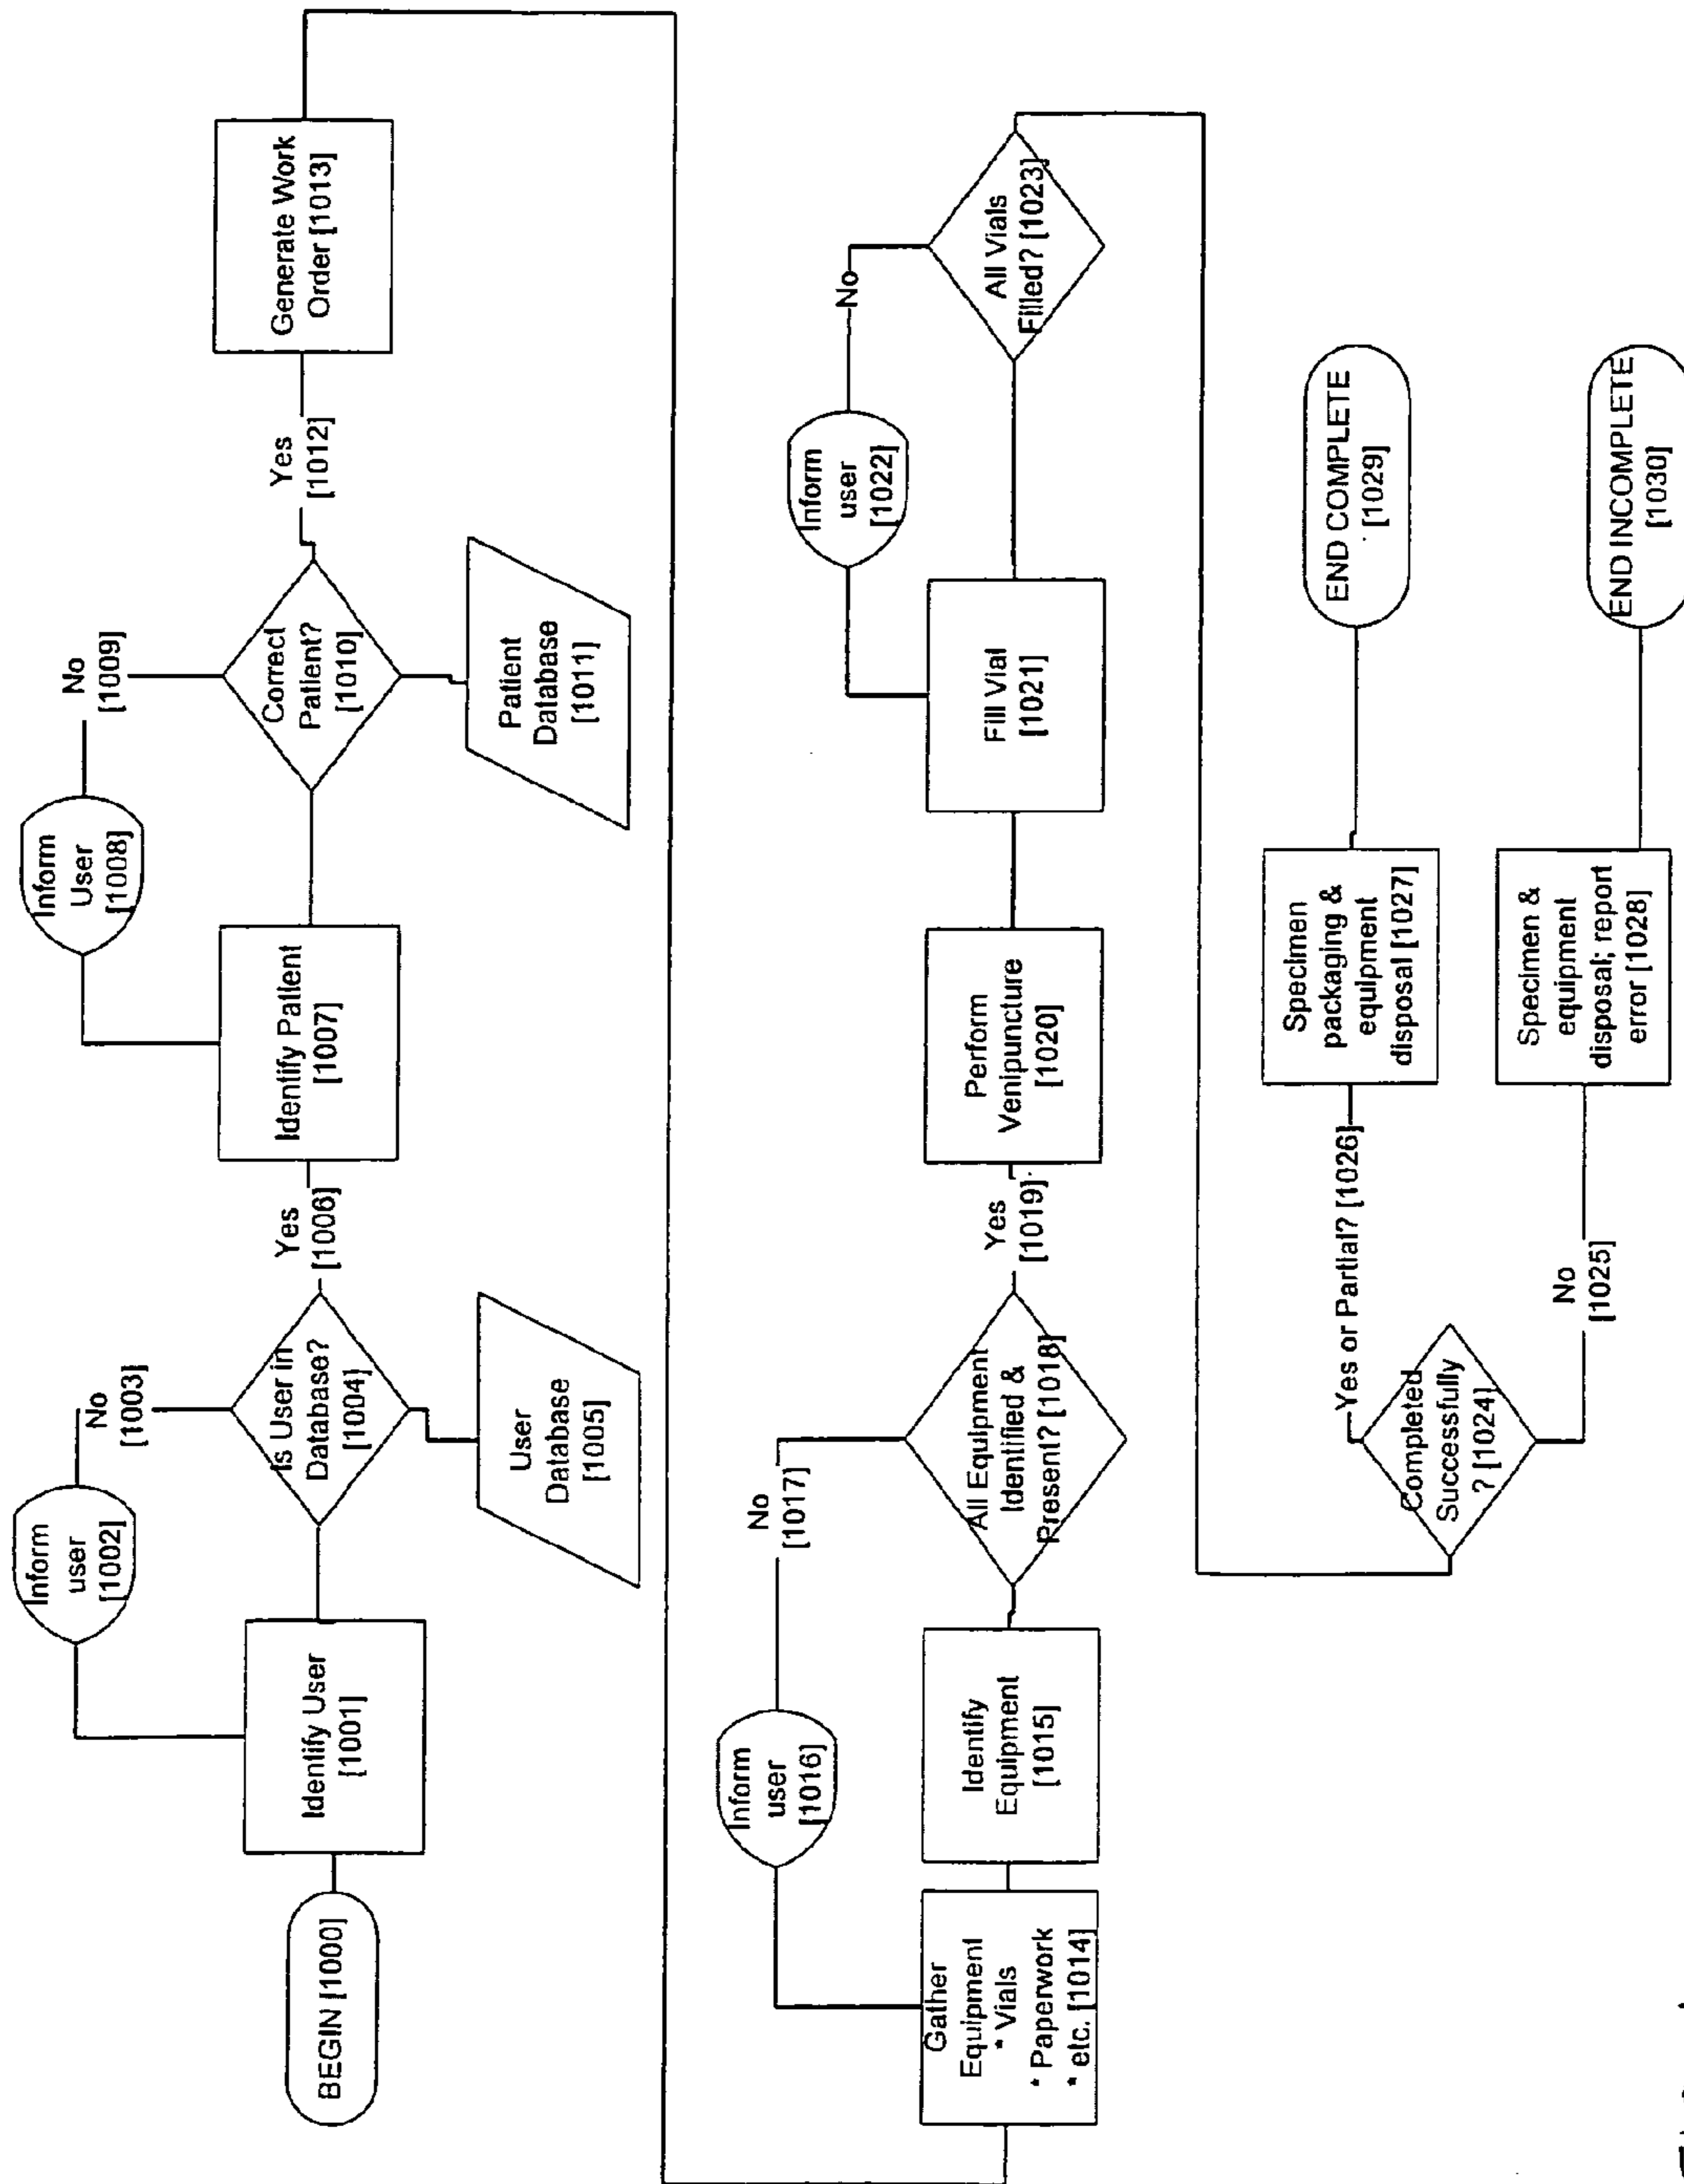 BEGIN [1000]
Identify User
[1001]
Inform
user
[1002]
No
[1003]
Is User in
Database?
[1004]
User
Database
[1005]
Yes
[1006]
Identify Patient
[1007]
Inform
User
[1008]
No
[1009]
Correct
Patient?
[1010]
Patient
Database
[1011]
Yes
[1012]
Generate Work
Order [1013]
Gather
Equipment
* Vials
* Paperwork
* etc. [1014]
Identify
Equipment
[1015]
Inform
user
[1016]
No
[1017]
All Equipment
Identified &
Present? [1018]
Yes
[1019]
Perform
Venipuncture
[1020]
Fill Vial
[1021]
Inform
user
[1022]
No
All Vials
Filled? [1023]
Completed
Successfully
? [1024]
No
[1025]
Yes or Partial? [1026]
Specimen
packaging &
equipment
disposal [1027]
Specimen &
equipment
disposal; report
error [1028]
END COMPLETE
[1029]
END INCOMPLETE
[1030]